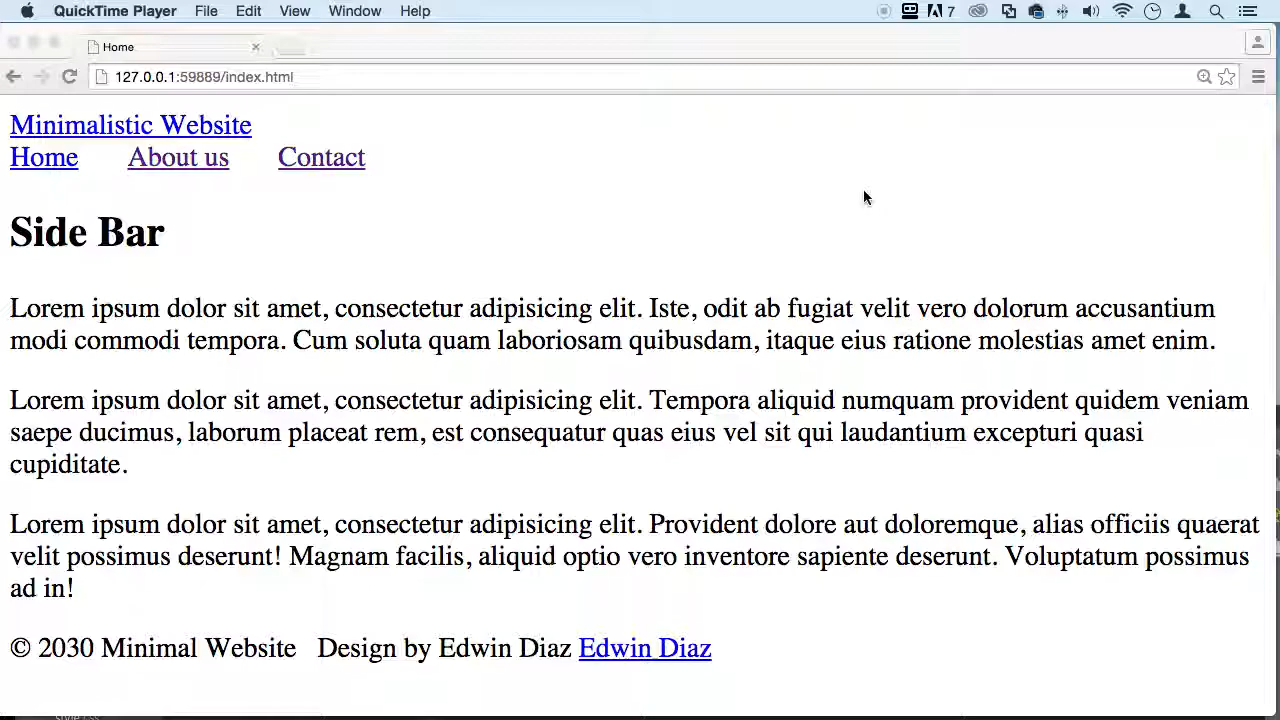 QuickTime Player File Edit View Window Help 7
Home
127.0.0.1:59889/index.html
Minimalistic Website
Home About us Contact
Side Bar
Lorem ipsum dolor sit amet, consectetur adipisicing elit. Iste, odit ab fugiat velit vero dolorum accusantium
modi commodi tempora. Cum soluta quam laboriosam quibusdam, itaque eius ratione molestias amet enim.
Lorem ipsum dolor sit amet, consectetur adipisicing elit. Tempora aliquid numquam provident quidem veniam
saepe ducimus, laborum placeat rem, est consequatur quas eius vel sit qui laudantium excepturi quasi
cupiditate.
Lorem ipsum dolor sit amet, consectetur adipisicing elit. Provident dolore aut doloremque, alias officiis quaerat
velit possimus deserunt! Magnam facilis, aliquid optio vero inventore sapiente deserunt. Voluptatum possimus
ad in!
© 2030 Minimal Website Design by Edwin Diaz Edwin Diaz